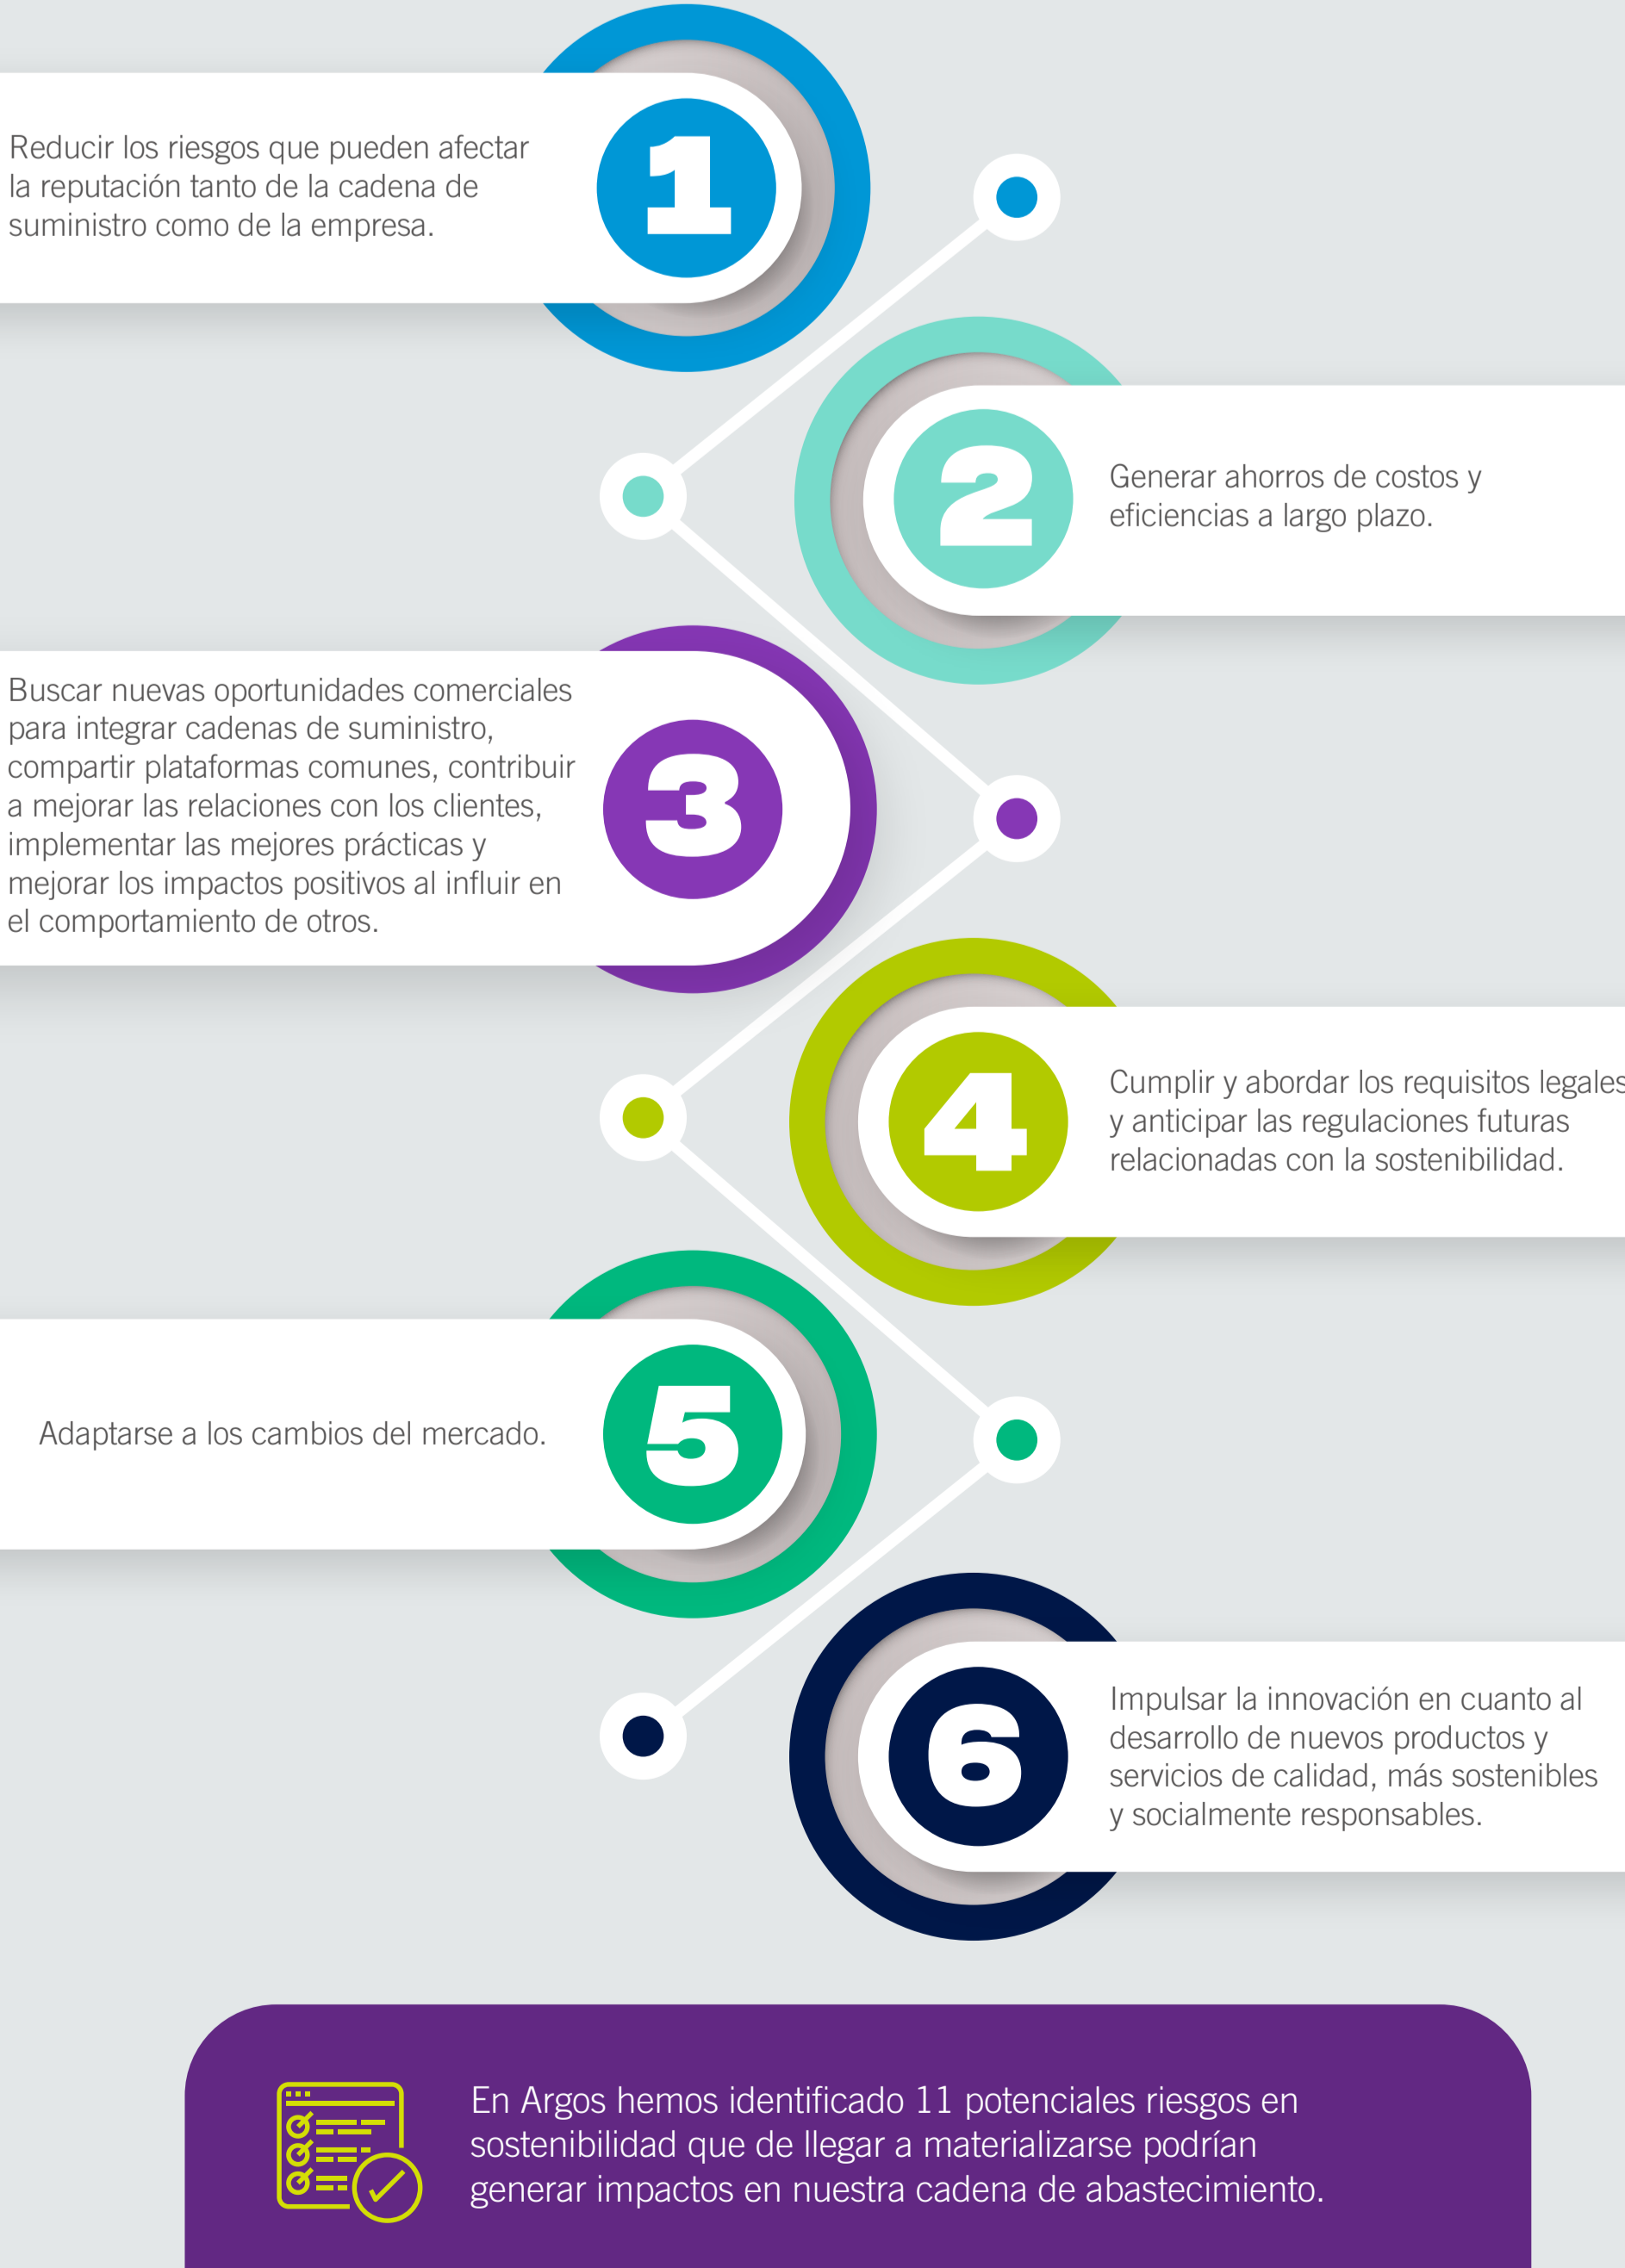 1
Reducir los riesgos que pueden afectar
la reputación tanto de la cadena de
suministro como de la empresa.
2
Generar ahorros de costos y
eficiencias a largo plazo.
3
Buscar nuevas oportunidades comerciales
para integrar cadenas de suministro,
compartir plataformas comunes, contribuir
a mejorar las relaciones con los clientes,
implementar las mejores prácticas y
mejorar los impactos positivos al influir en
el comportamiento de otros.
4
Cumplir y abordar los requisitos legales
y anticipar las regulaciones futuras
relacionadas con la sostenibilidad.
5
Adaptarse a los cambios del mercado.
6
Impulsar la innovación en cuanto al
desarrollo de nuevos productos y
servicios de calidad, más sostenibles
y socialmente responsables.
En Argos hemos identificado 11 potenciales riesgos en
sostenibilidad que de llegar a materializarse podrían
generar impactos en nuestra cadena de abastecimiento.